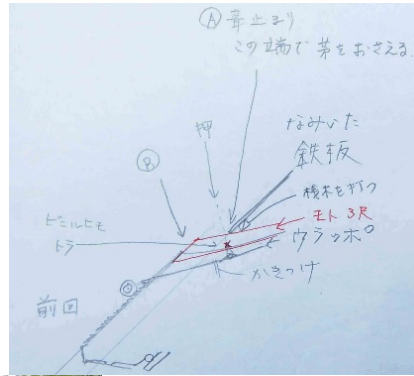 Ⓐ 茅止まり
この端で茅をおさえる
押
なみいた
鉄板
Ⓑ
横木を打つ
モト 3尺
ビニルヒモ
トラ
ウラッポ
かきつけ
前回